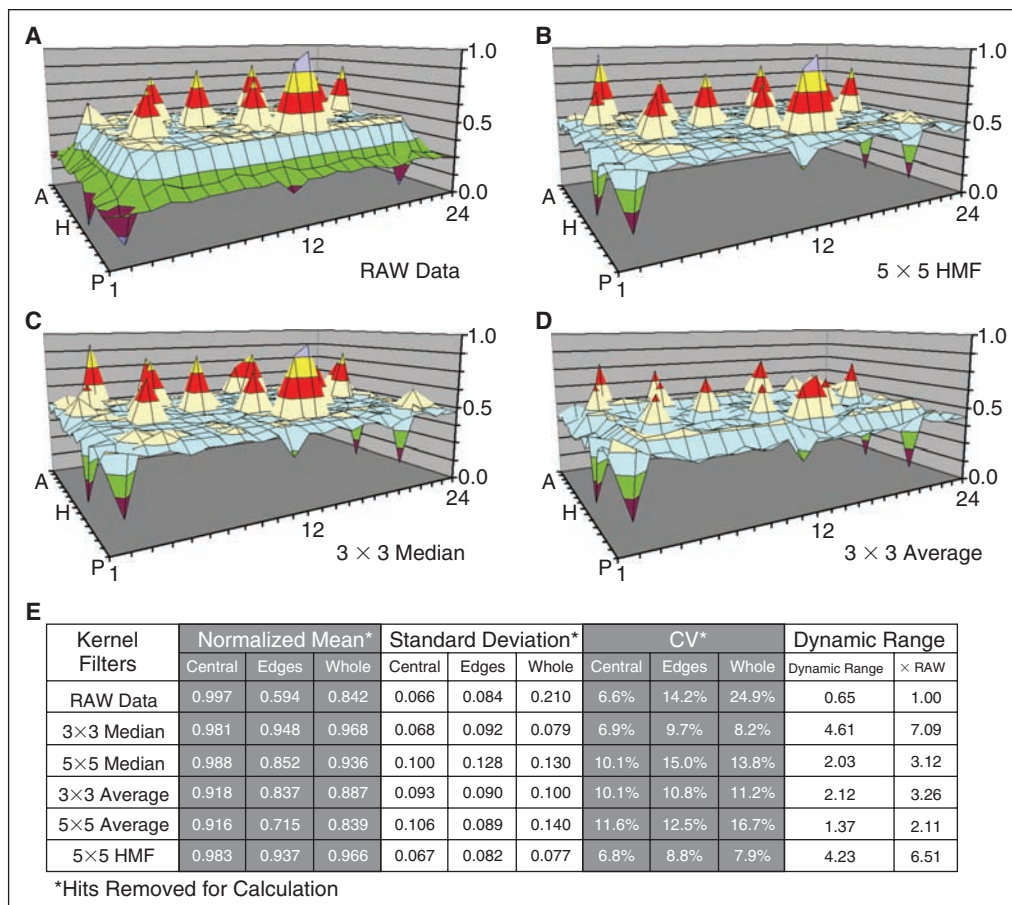 A
1.0
0.5
0.0
A
H
P 1
12
24
RAW Data
B
1.0
0.5
0.0
A
H
P 1
12
24
5 × 5 HMF
C
1.0
0.5
0.0
A
H
P 1
12
24
3 × 3 Median
D
1.0
0.5
0.0
A
H
P 1
12
24
3 × 3 Average
E
Kernel Filters Normalized Mean* Standard Deviation* CV* Dynamic Range
Central Edges Whole Central Edges Whole Central Edges Whole Dynamic Range × RAW
RAW Data 0.997 0.594 0.842 0.066 0.084 0.210 6.6% 14.2% 24.9% 0.65 1.00
3×3 Median 0.981 0.948 0.968 0.068 0.092 0.079 6.9% 9.7% 8.2% 4.61 7.09
5×5 Median 0.988 0.852 0.936 0.100 0.128 0.130 10.1% 15.0% 13.8% 2.03 3.12
3×3 Average 0.918 0.837 0.887 0.093 0.090 0.100 10.1% 10.8% 11.2% 2.12 3.26
5×5 Average 0.916 0.715 0.839 0.106 0.089 0.140 11.6% 12.5% 16.7% 1.37 2.11
5×5 HMF 0.983 0.937 0.966 0.067 0.082 0.077 6.8% 8.8% 7.9% 4.23 6.51
*Hits Removed for Calculation